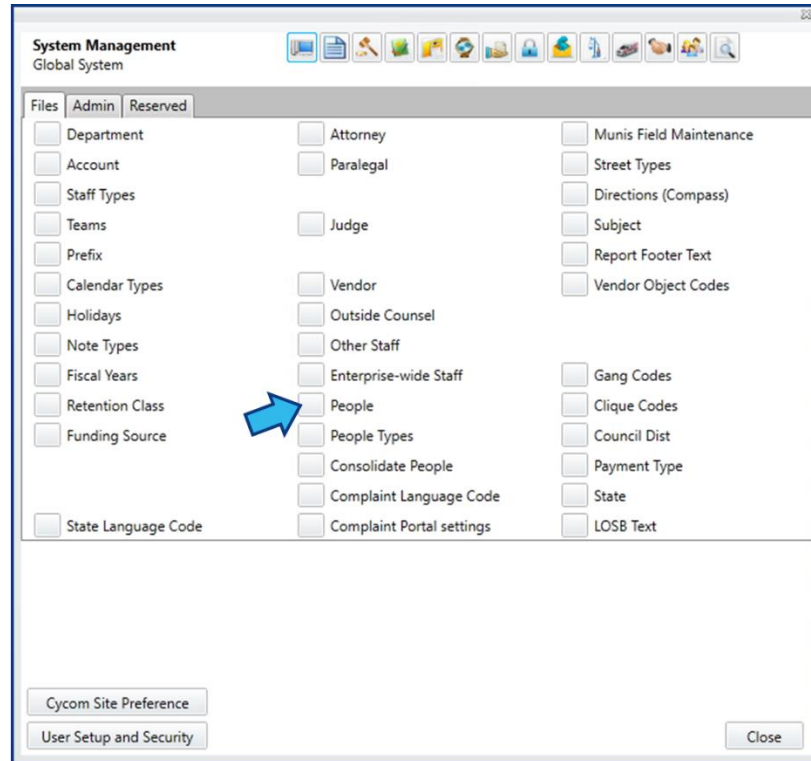 System Management
Global System
Files Admin Reserved
Department Attorney Munis Field Maintenance
Account Paralegal Street Types
Staff Types Directions (Compass)
Teams Judge Subject
Prefix Report Footer Text
Calendar Types Vendor Vendor Object Codes
Holidays Outside Counsel
Note Types Other Staff
Fiscal Years Enterprise-wide Staff Gang Codes
Retention Class People Clique Codes
Funding Source People Types Council Dist
Consolidate People Payment Type
Complaint Language Code State
State Language Code Complaint Portal settings LOSB Text
Cycom Site Preference
User Setup and Security Close